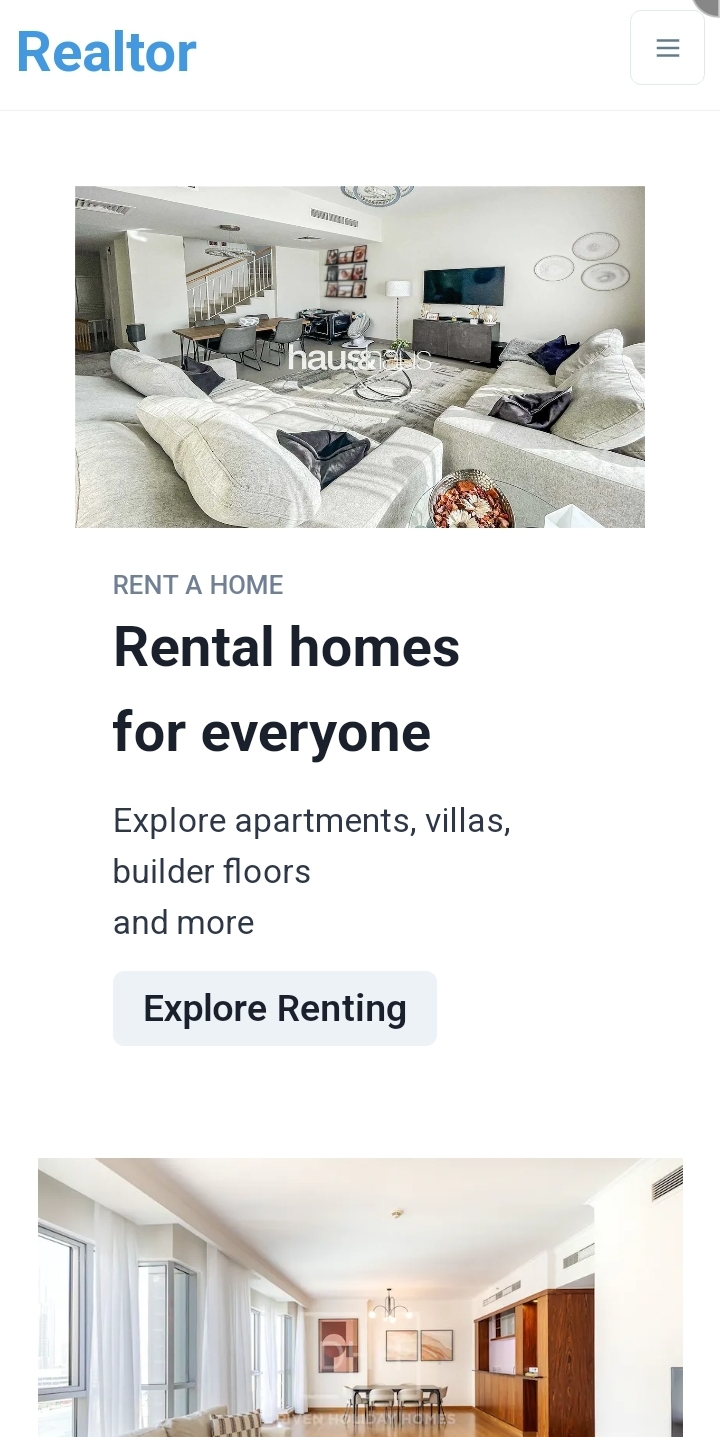 Realtor
haus&haus
RENT A HOME
Rental homes
for everyone
Explore apartments, villas,
builder floors
and more
Explore Renting
HOLIDAY HOMES